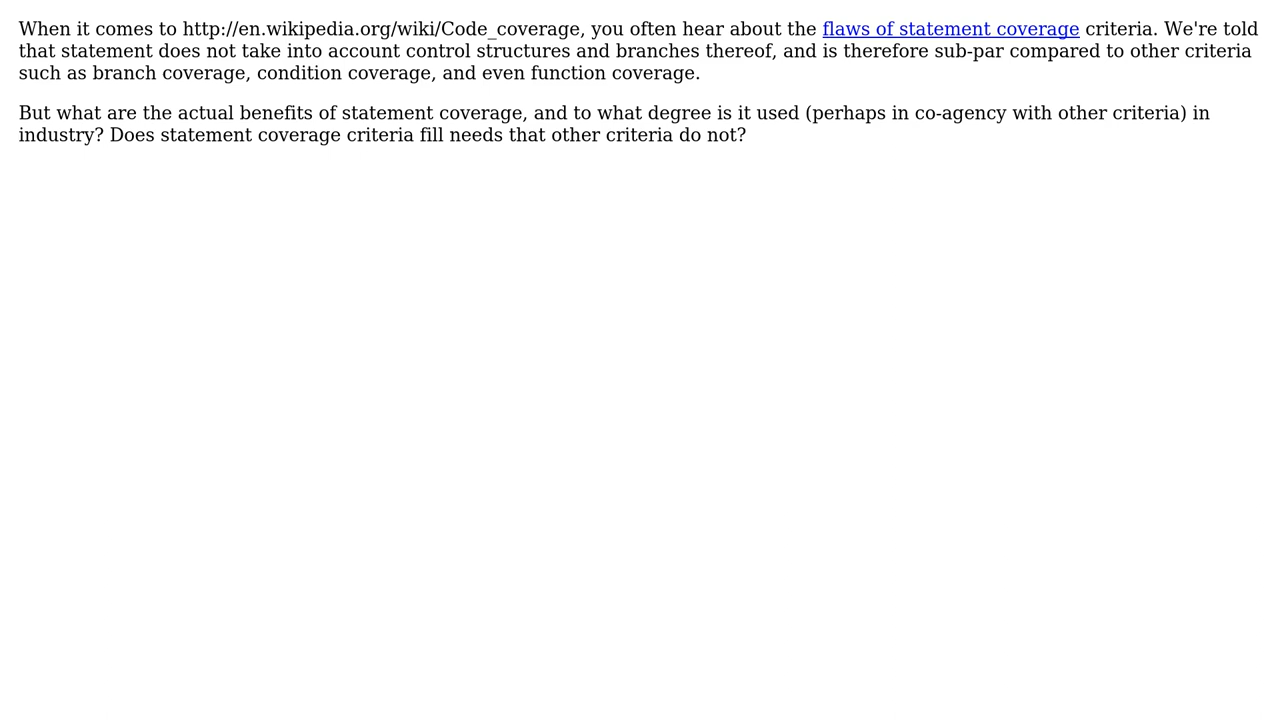 When it comes to http://en.wikipedia.org/wiki/Code_coverage, you often hear about the flaws of statement coverage criteria. We're told
that statement does not take into account control structures and branches thereof, and is therefore sub-par compared to other criteria
such as branch coverage, condition coverage, and even function coverage.
But what are the actual benefits of statement coverage, and to what degree is it used (perhaps in co-agency with other criteria) in
industry? Does statement coverage criteria fill needs that other criteria do not?